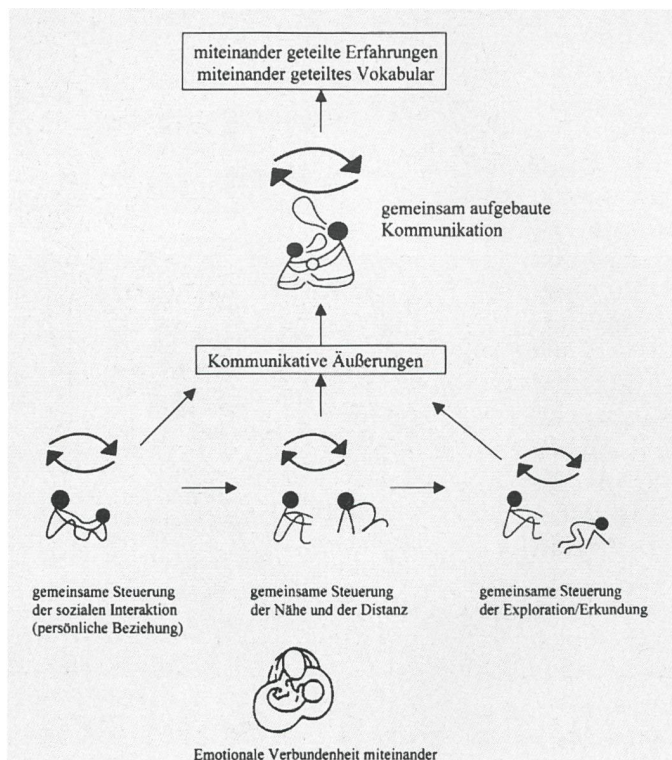 miteinander geteilte Erfahrungen
miteinander geteiltes Vokabular
gemeinsam aufgebaute
Kommunikation
Kommunikative Äußerungen
gemeinsame Steuerung
der sozialen Interaktion
(persönliche Beziehung)
gemeinsame Steuerung
der Nähe und der Distanz
gemeinsame Steuerung
der Exploration/Erkundung
Emotionale Verbundenheit miteinander